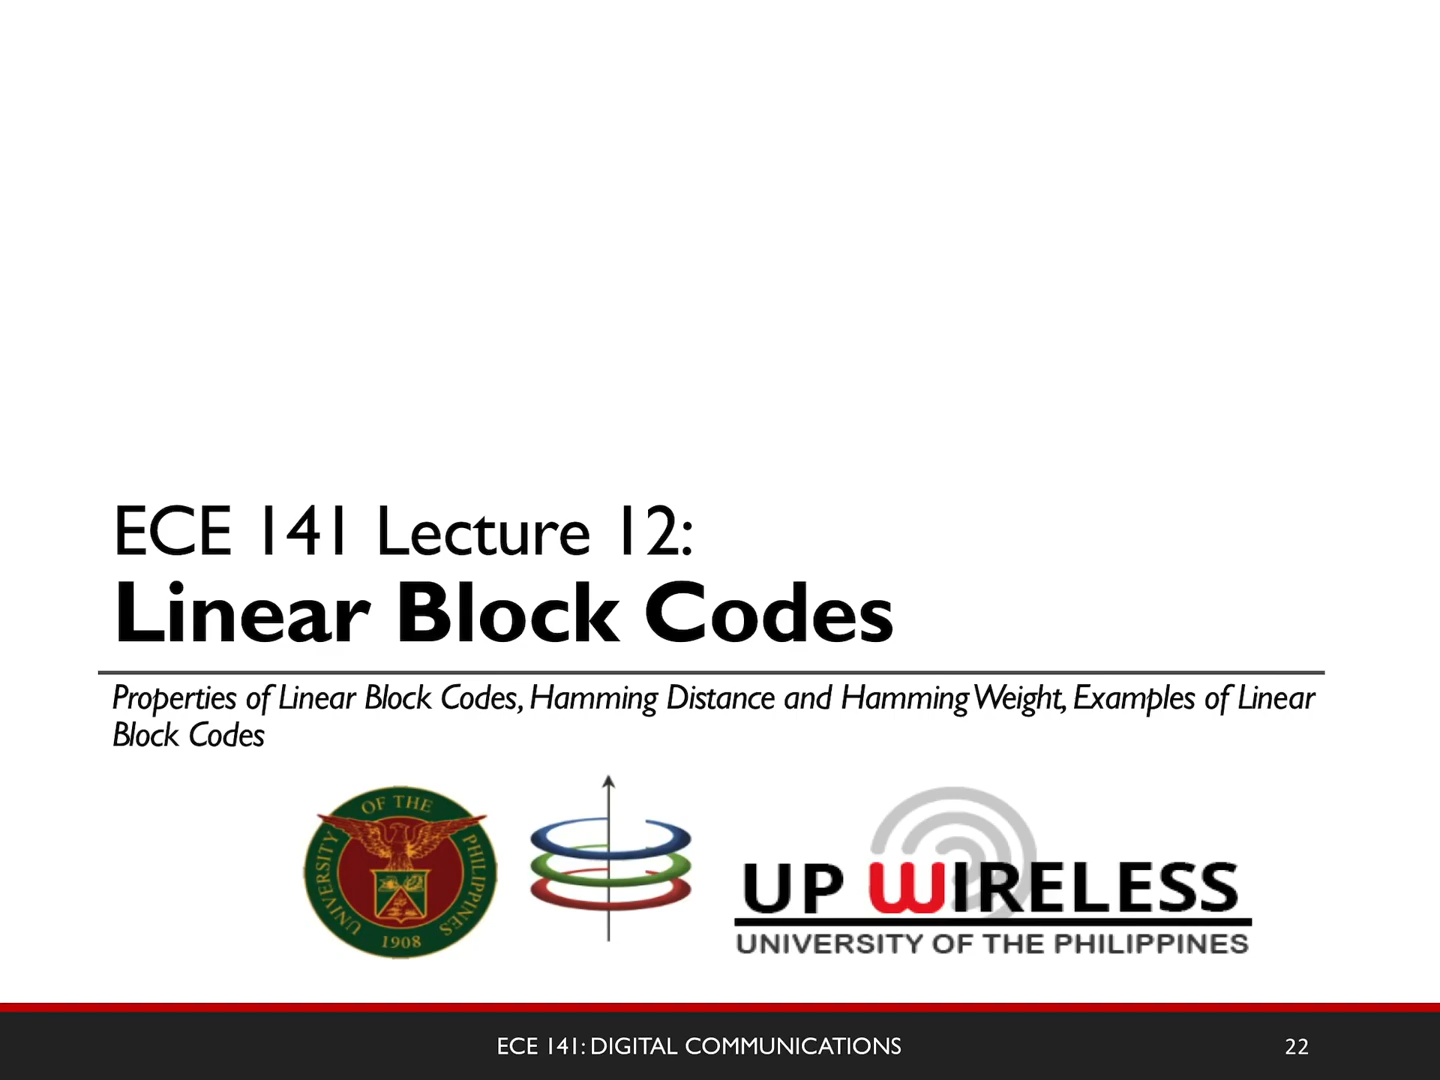 ECE 141 Lecture 12:
Linear Block Codes
Properties of Linear Block Codes, Hamming Distance and Hamming Weight, Examples of Linear
Block Codes
UNIVERSITY OF THE PHILIPPINES
1908
UP WIRELESS
UNIVERSITY OF THE PHILIPPINES
ECE 141: DIGITAL COMMUNICATIONS
22